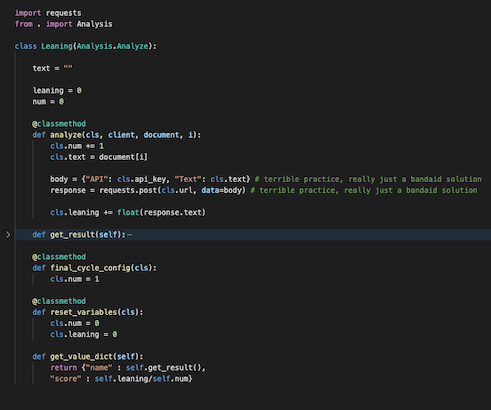 import requests
from . import Analysis
class Leaning(Analysis.Analyze):
text = ""
leaning = 0
num = 0
@classmethod
def analyze(cls, client, document, i):
cls.num += 1
cls.text = document[i]
body = {"API": cls.api_key, "Text": cls.text} # terrible practice, really just a bandaid solution
response = requests.post(cls.url, data=body) # terrible practice, really just a bandaid solution
cls.leaning += float(response.text)
def get_result(self):⋯
@classmethod
def final_cycle_config(cls):
cls.num = 1
@classmethod
def reset_variables(cls):
cls.num = 0
cls.leaning = 0
def get_value_dict(self):
return {"name" : self.get_result(),
"score" : self.leaning/self.num}